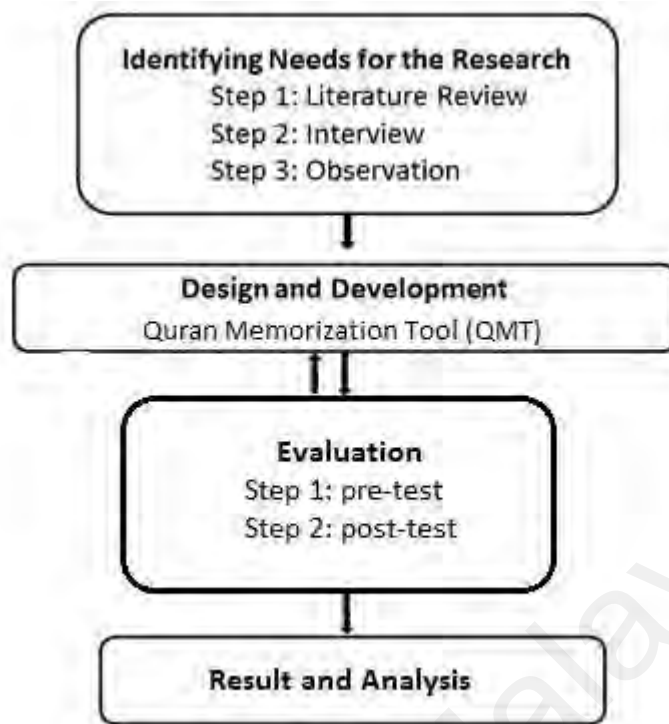 Identifying Needs for the Research
Step 1: Literature Review
Step 2: Interview
Step 3: Observation
Design and Development
Quran Memorization Tool (QMT)
Evaluation
Step 1: pre-test
Step 2: post-test
Result and Analysis